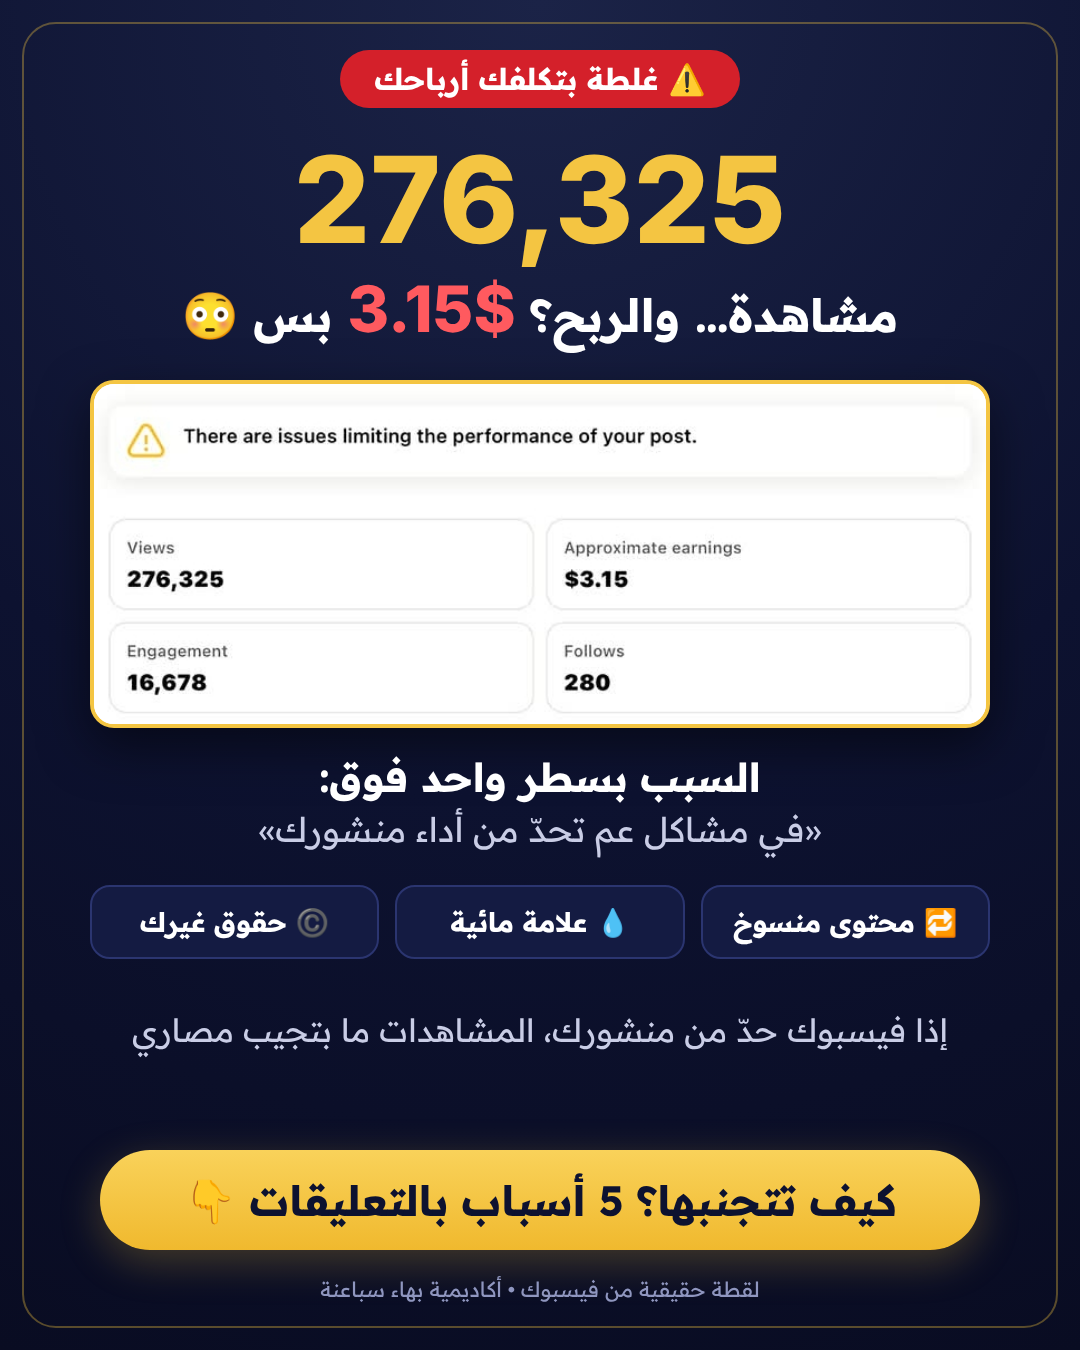 ⚠️ غلطة بتكلفك أرباحك
276,325
مشاهدة... والربح؟ 3.15$ بس 😳
There are issues limiting the performance of your post.
Views
276,325
Approximate earnings
$3.15
Engagement
16,678
Follows
280
السبب بسطر واحد فوق:
«في مشاكل عم تحدّ من أداء منشورك»
🔁 محتوى منسوخ
💧 علامة مائية
©️ حقوق غيرك
إذا فيسبوك حدّ من منشورك، المشاهدات ما بتجيب مصاري
كيف تتجنبها؟ 5 أسباب بالتعليقات 👇
لقطة حقيقية من فيسبوك • أكاديمية بهاء سباعنة